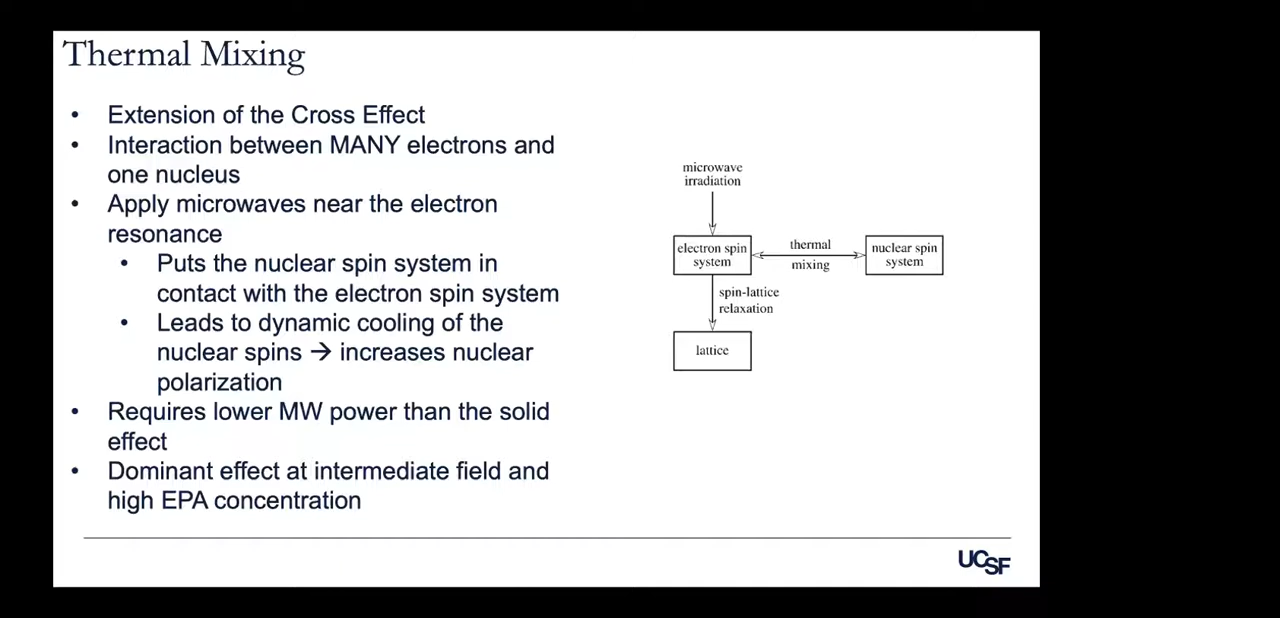 Thermal Mixing
• Extension of the Cross Effect
• Interaction between MANY electrons and
one nucleus
• Apply microwaves near the electron
resonance
• Puts the nuclear spin system in
contact with the electron spin system
• Leads to dynamic cooling of the
nuclear spins → increases nuclear
polarization
• Requires lower MW power than the solid
effect
• Dominant effect at intermediate field and
high EPA concentration
microwave
irradiation
electron spin
system
thermal
mixing
nuclear spin
system
spin-lattice
relaxation
lattice
UCSF